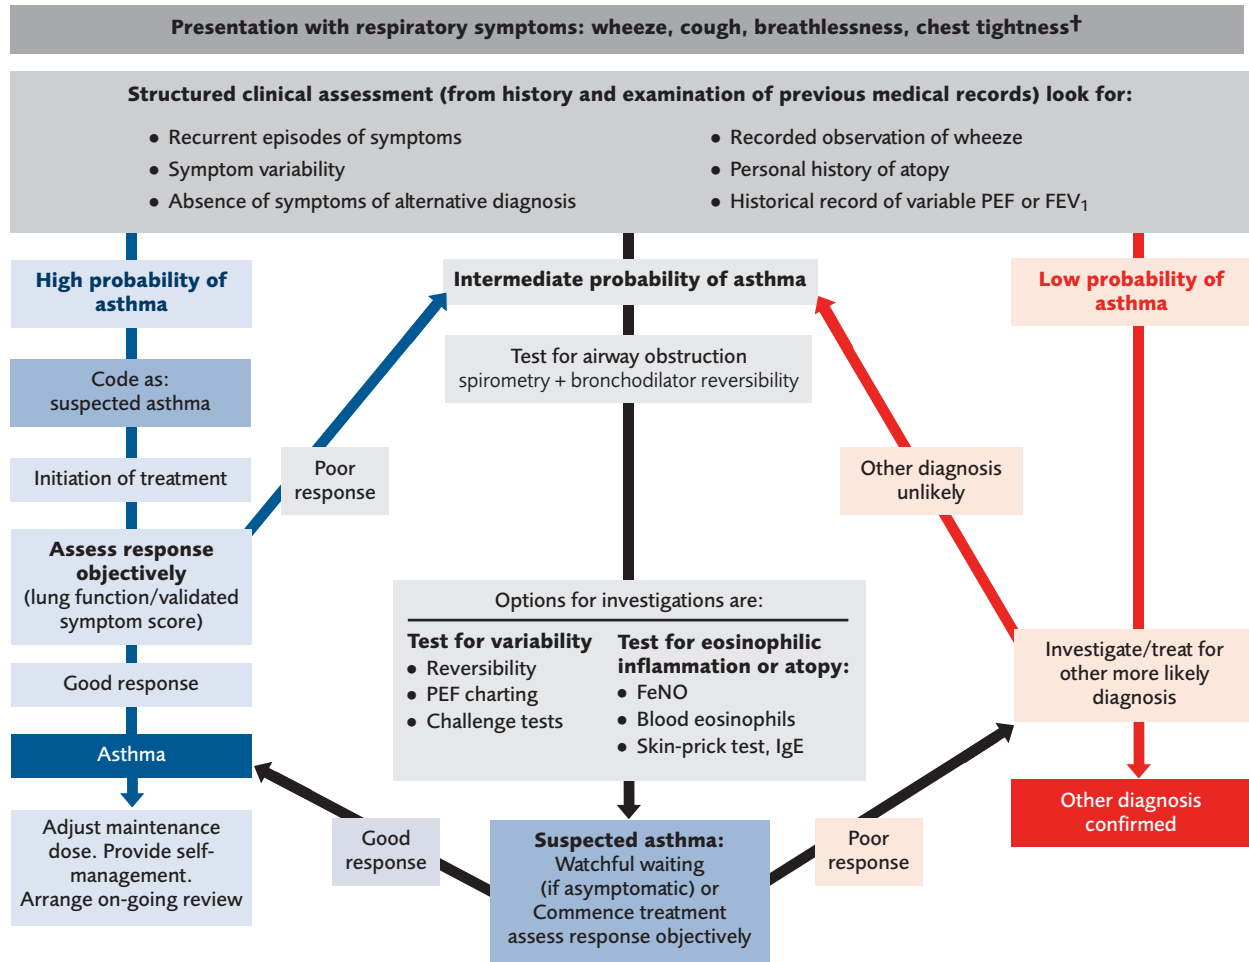 Presentation with respiratory symptoms: wheeze, cough, breathlessness, chest tightness†
Structured clinical assessment (from history and examination of previous medical records) look for:
• Recurrent episodes of symptoms
• Symptom variability
• Absence of symptoms of alternative diagnosis
• Recorded observation of wheeze
• Personal history of atopy
• Historical record of variable PEF or FEV1
High probability of
asthma
Code as:
suspected asthma
Initiation of treatment
Assess response
objectively
(lung function/validated
symptom score)
Good response
Asthma
Adjust maintenance
dose. Provide self-
management.
Arrange on-going review
Poor
response
Intermediate probability of asthma
Test for airway obstruction
spirometry + bronchodilator reversibility
Options for investigations are:
Test for variability
• Reversibility
• PEF charting
• Challenge tests
Test for eosinophilic
inflammation or atopy:
• FeNO
• Blood eosinophils
• Skin-prick test, IgE
Suspected asthma:
Watchful waiting
(if asymptomatic) or
Commence treatment
assess response objectively
Good
response
Poor
response
Low probability of
asthma
Other diagnosis
unlikely
Investigate/treat for
other more likely
diagnosis
Other diagnosis
confirmed